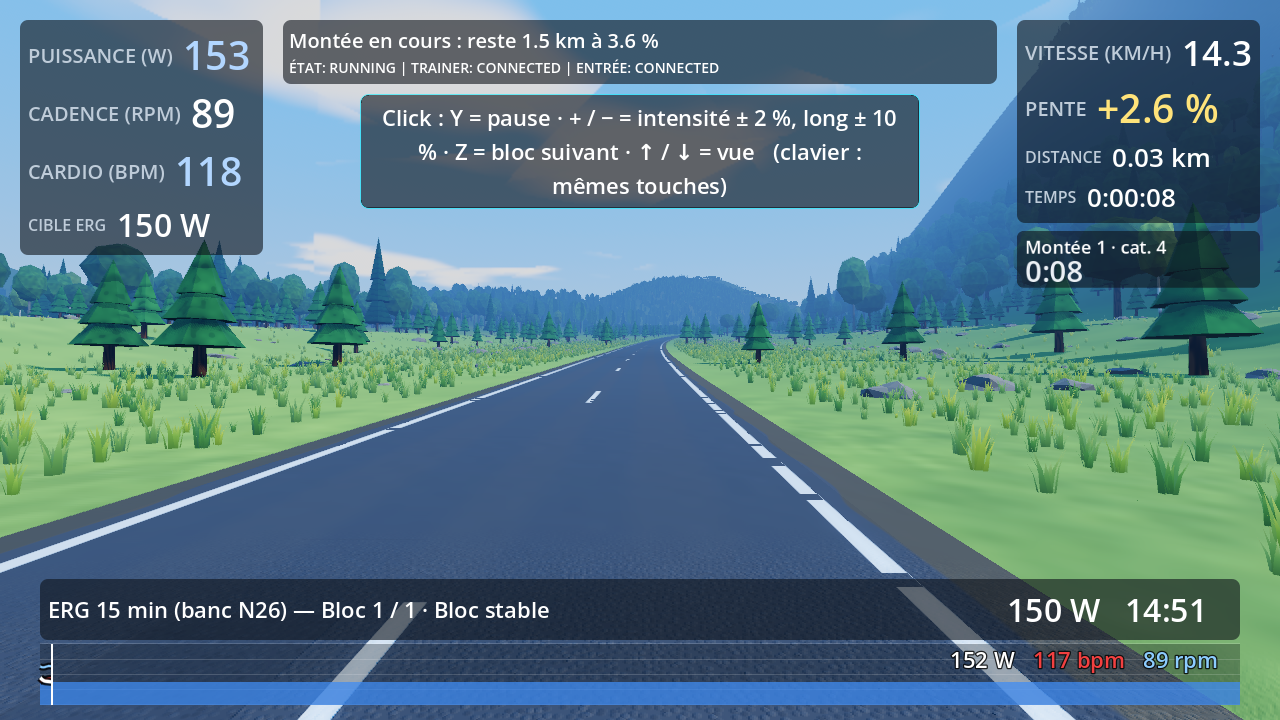 PUISSANCE (W) 153
CADENCE (RPM) 89
CARDIO (BPM) 118
CIBLE ERG 150 W
Montée en cours : reste 1.5 km à 3.6 %
ÉTAT: RUNNING | TRAINER: CONNECTED | ENTRÉE: CONNECTED
Click : Y = pause · + / − = intensité ± 2 %, long ± 10
% · Z = bloc suivant · ↑ / ↓ = vue (clavier :
mêmes touches)
VITESSE (KM/H) 14.3
PENTE +2.6 %
DISTANCE 0.03 km
TEMPS 0:00:08
Montée 1 · cat. 4
0:08
ERG 15 min (banc N26) — Bloc 1 / 1 · Bloc stable 150 W 14:51
152 W 117 bpm 89 rpm